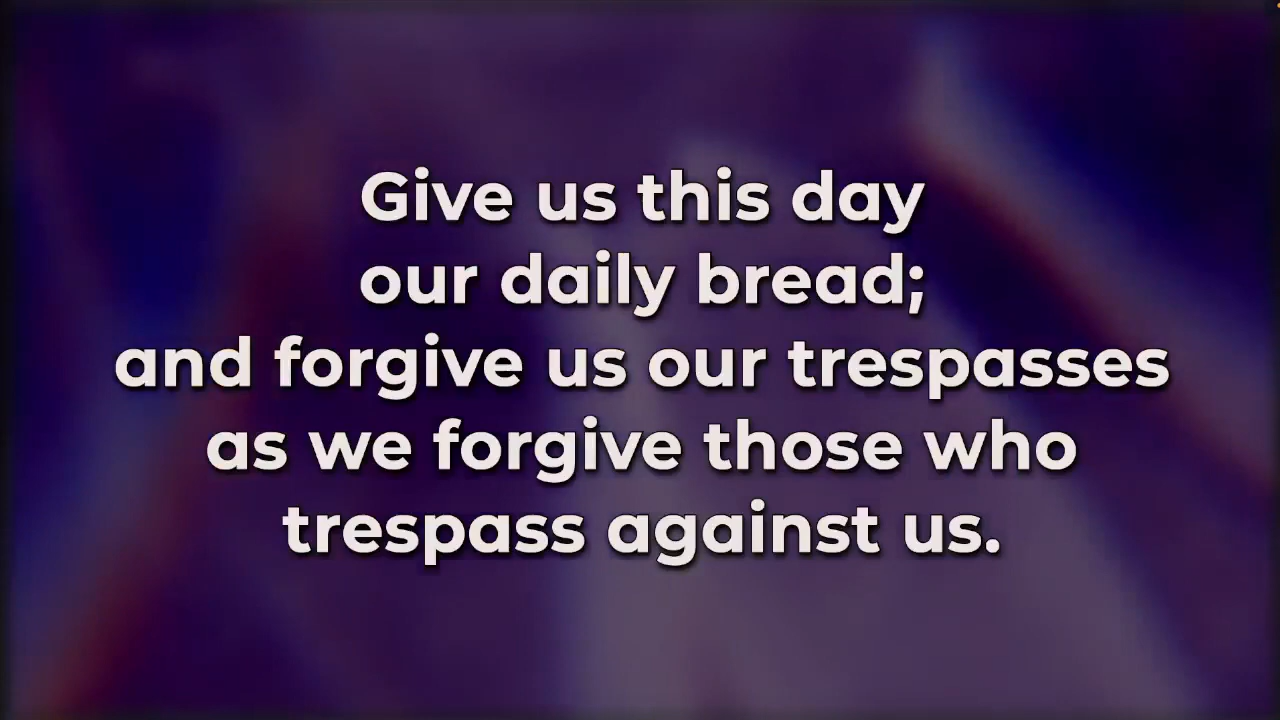 Give us this day
our daily bread;
and forgive us our trespasses
as we forgive those who
trespass against us.